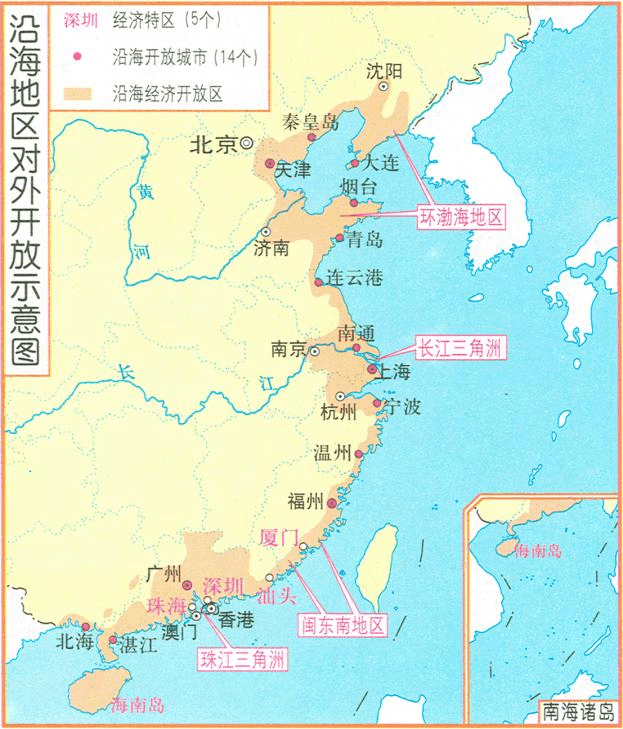 沿海地区对外开放示意图
深圳 经济特区 (5个)
沿海开放城市 (14个)
沿海经济开放区
沈阳
秦皇岛
北京
天津
大连
烟台
环渤海地区
黄河
济南
青岛
连云港
南通
南京
长江三角洲
上海
长江
杭州
宁波
温州
福州
厦门
广州
深圳
汕头
珠海
香港
澳门
闽东南地区
北海
湛江
珠江三角洲
海南岛
海南岛
南海诸岛